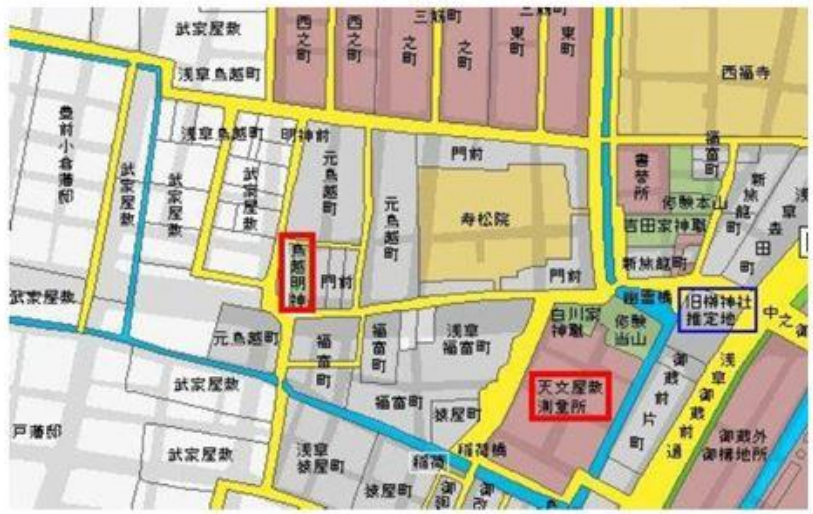 武家屋敷
西之町
西之町
之町
之町
東町
東町
三筋町
西福寺
浅草鳥越町
豊前小倉藩邸
武家屋敷
武家屋敷
浅草鳥越町
武家屋敷
明神前
元鳥越町
元鳥越町
門前
寿松院
書替所
福富町
修験本山
吉田家神職
新旅籠町
新旅籠町
浅草森田町
鳥越明神
門前
門前
武家屋敷
幽霊橋
旧榊神社
推定地
中之御
白川家
神職
修験
当山
元鳥越町
福富町
福富町
浅草
福富町
天文屋敷
測量所
御蔵前片町
浅草御蔵前通
武家屋敷
福富町
猿屋町
戸藩邸
武家屋敷
浅草
猿屋町
稲荷
稲荷橋
猿屋町
御蔵外
御構地所